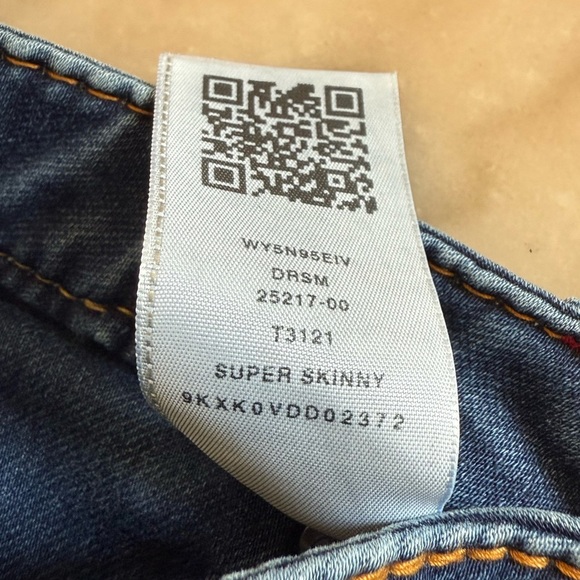 WY5N95EIV
DRSM
25217-00
T3121
SUPER SKINNY
9KXK0VDD02372